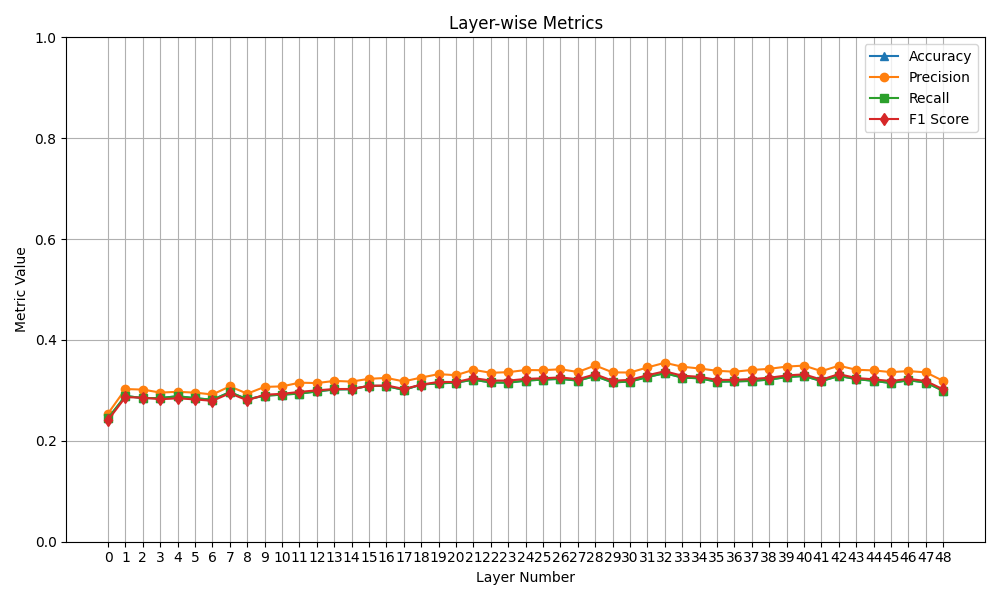 Layer-wise Metrics
1.0
0.8
0.6
0.4
0.2
0.0
Metric Value
Accuracy
Precision
Recall
F1 Score
0 1 2 3 4 5 6 7 8 9 10 11 12 13 14 15 16 17 18 19 20 21 22 23 24 25 26 27 28 29 30 31 32 33 34 35 36 37 38 39 40 41 42 43 44 45 46 47 48
Layer Number